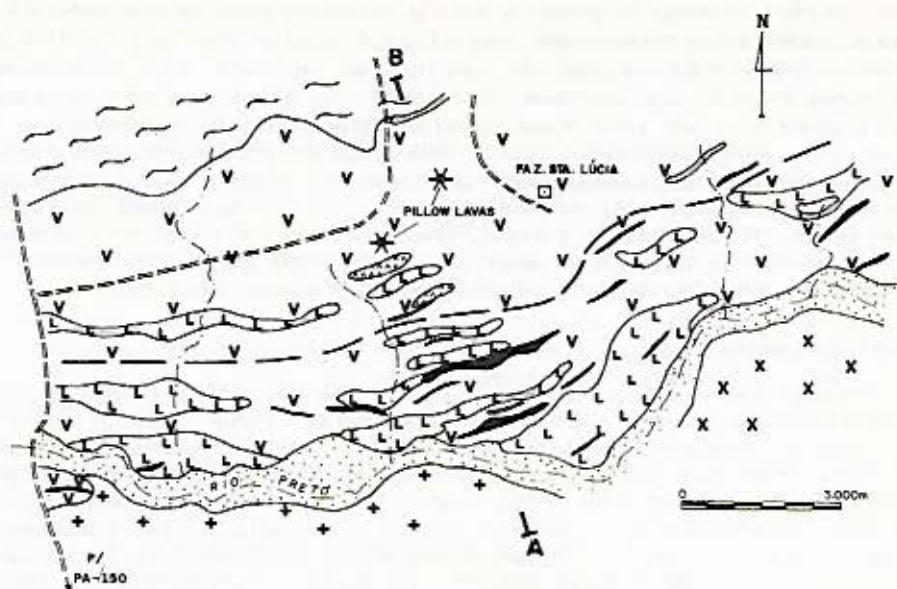 N
B
FAZ. STA. LÚCIA
PILLOW LAVAS
RIO PRETO
0 3.000m
A
P/
PA-150